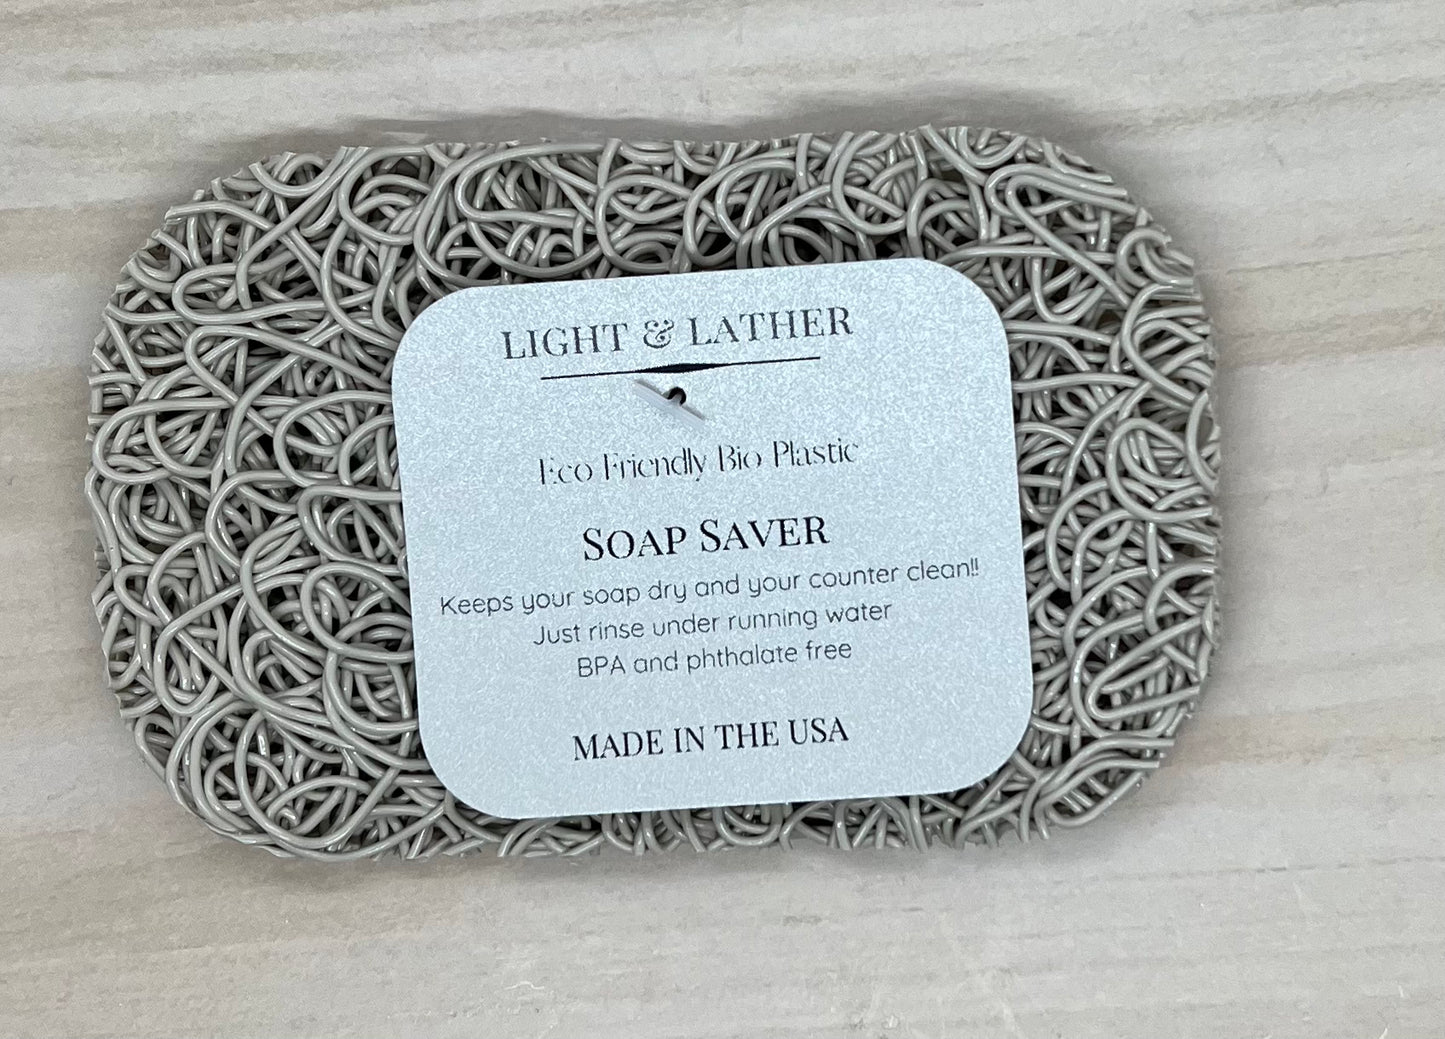 LIGHT & LATHER
Eco Friendly Bio Plastic
SOAP SAVER
Keeps your soap dry and your counter clean!!
Just rinse under running water
BPA and phthalate free
MADE IN THE USA